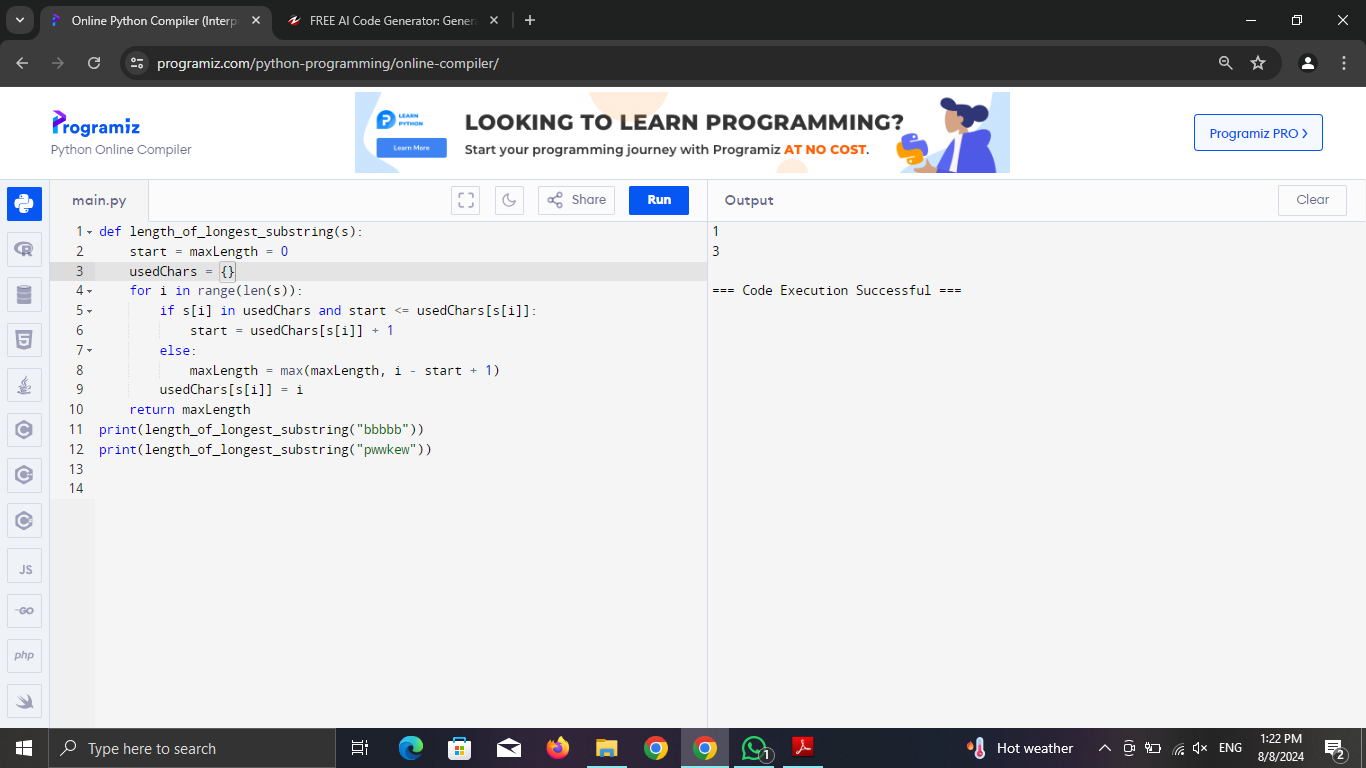 Online Python Compiler (Interp
FREE AI Code Generator: Gener
programiz.com/python-programming/online-compiler/
Programiz
Python Online Compiler
LEARN
PYTHON
Learn More
LOOKING TO LEARN PROGRAMMING?
Start your programming journey with Programiz AT NO COST.
Programiz PRO
main.py
Share
Run
Output
Clear
1 def length_of_longest_substring(s):
2 start = maxLength = 0
3 usedChars = {}
4 for i in range(len(s)):
5 if s[i] in usedChars and start <= usedChars[s[i]]:
6 start = usedChars[s[i]] + 1
7 else:
8 maxLength = max(maxLength, i - start + 1)
9 usedChars[s[i]] = i
10 return maxLength
11 print(length_of_longest_substring("bbbbb"))
12 print(length_of_longest_substring("pwwkew"))
13
14
1
3
=== Code Execution Successful ===
JS
GO
php
Type here to search
1
Hot weather
ENG
1:22 PM
8/8/2024
2